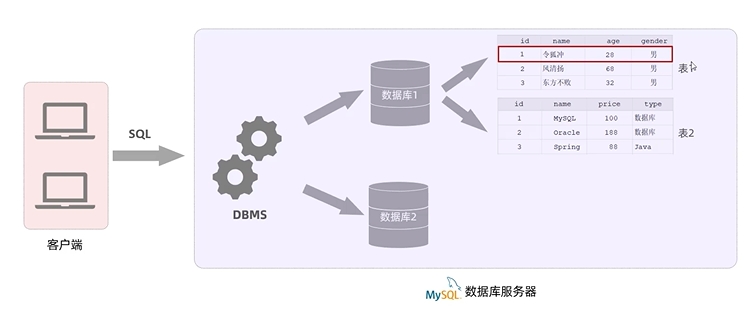 SQL
客户端
DBMS
数据库1
数据库2
id name age gender
1 令狐冲 28 男
2 风清扬 68 男
3 东方不败 32 男
表1
id name price type
1 MySQL 100 数据库
2 Oracle 188 数据库
3 Spring 88 Java
表2
MySQL 数据库服务器